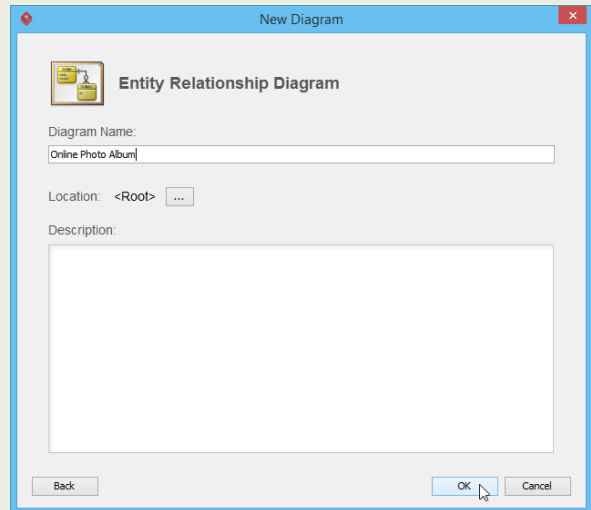 New Diagram
Entity Relationship Diagram
Diagram Name:
Online Photo Album
Location: <Root> ...
Description:
Back OK Cancel